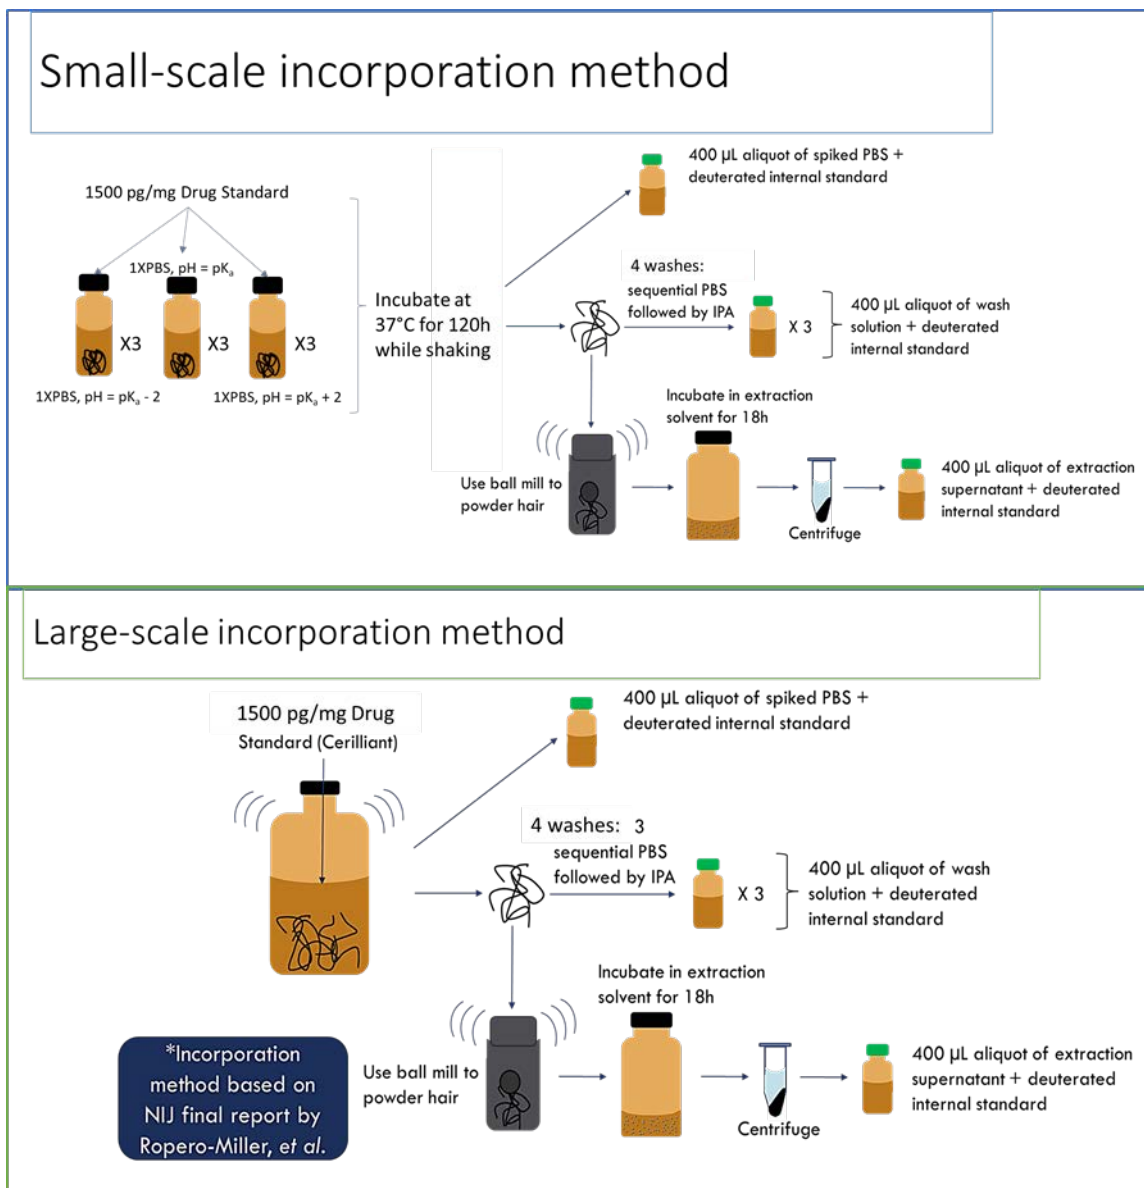 Small-scale incorporation method
1500 pg/mg Drug Standard
1XPBS, pH = pKₐ
X3
X3
X3
1XPBS, pH = pKₐ - 2
1XPBS, pH = pKₐ + 2
Incubate at
37°C for 120h
while shaking
400 µL aliquot of spiked PBS +
deuterated internal standard
4 washes:
sequential PBS
followed by IPA
X 3
400 µL aliquot of wash
solution + deuterated
internal standard
Use ball mill to
powder hair
Incubate in extraction
solvent for 18h
Centrifuge
400 µL aliquot of extraction
supernatant + deuterated
internal standard
Large-scale incorporation method
1500 pg/mg Drug
Standard (Cerilliant)
400 µL aliquot of spiked PBS +
deuterated internal standard
4 washes: 3
sequential PBS
followed by IPA
X 3
400 µL aliquot of wash
solution + deuterated
internal standard
Use ball mill to
powder hair
Incubate in extraction
solvent for 18h
Centrifuge
400 µL aliquot of extraction
supernatant + deuterated
internal standard
*Incorporation
method based on
NIJ final report by
Ropero-Miller, et al.